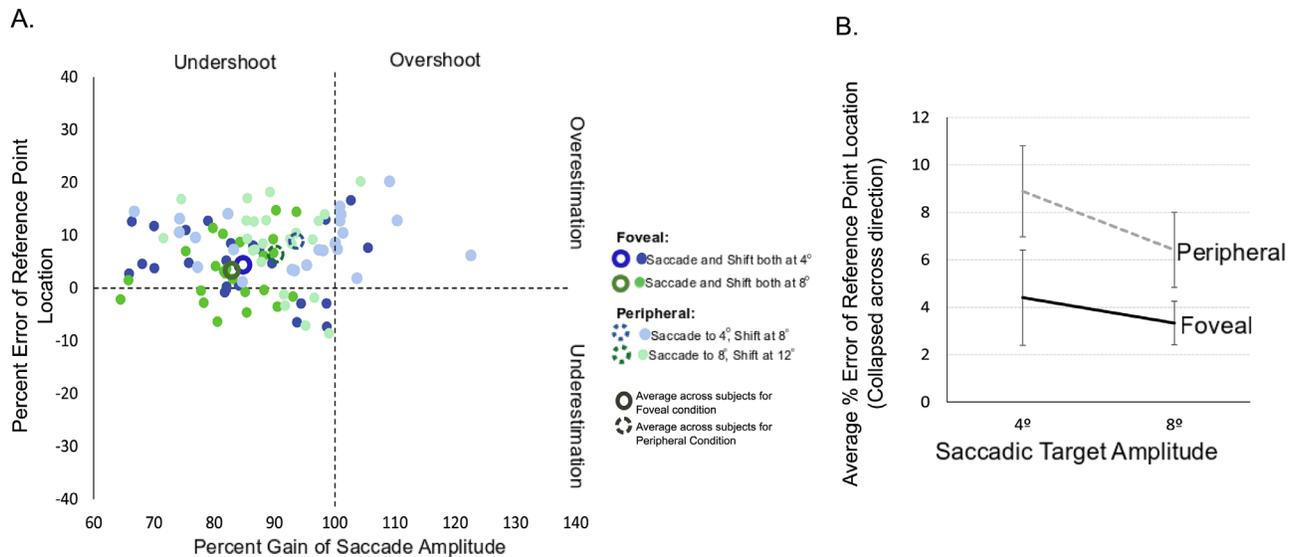 A.
Undershoot
Overshoot
Percent Error of Reference Point
Location
40
30
20
10
0
-10
-20
-30
-40
60
70
80
90
100
110
120
130
140
Percent Gain of Saccade Amplitude
Overestimation
Underestimation
Foveal:
Saccade and Shift both at 4°
Saccade and Shift both at 8°
Peripheral:
Saccade to 4°, Shift at 8°
Saccade to 8°, Shift at 12°
Average across subjects for
Foveal condition
Average across subjects for
Peripheral Condition
B.
Average % Error of Reference Point Location
(Collapsed across direction)
12
10
8
6
4
2
0
Peripheral
Foveal
4º
8º
Saccadic Target Amplitude